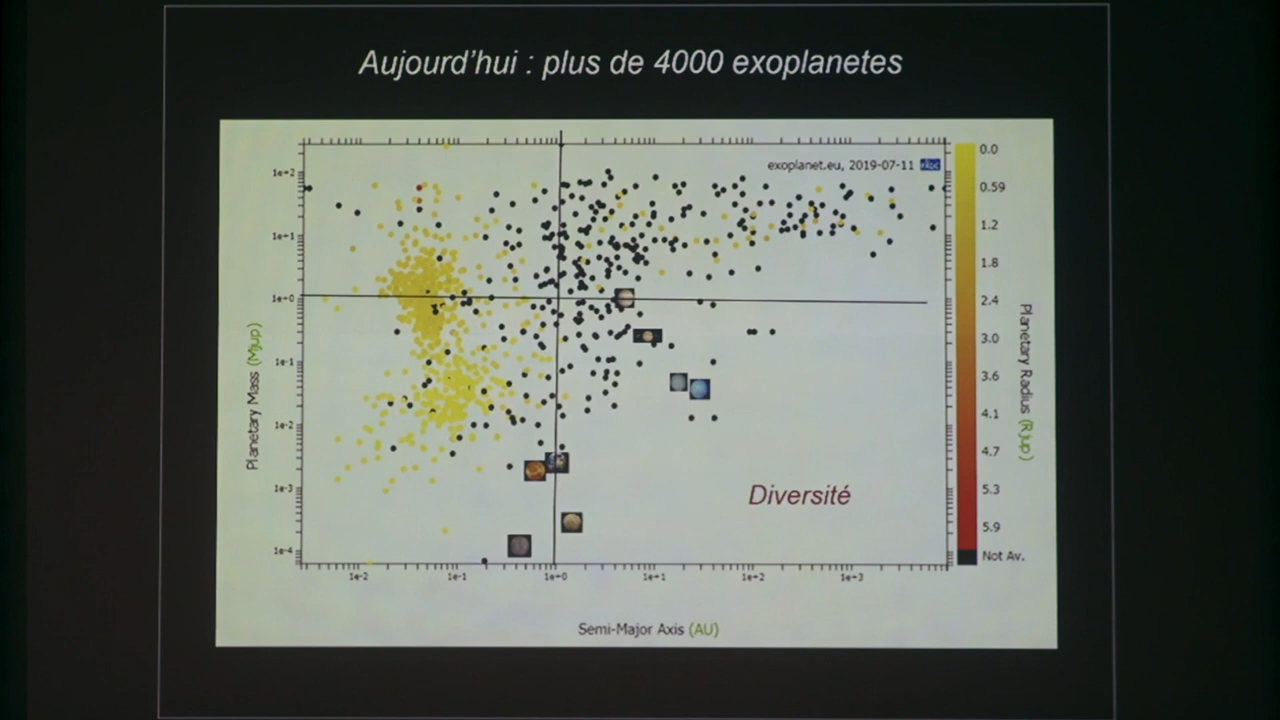 Aujourd'hui : plus de 4000 exoplanetes
exoplanet.eu, 2019-07-11
1e+2
1e+1
1e+0
1e-1
1e-2
1e-3
1e-4
Planetary Mass (Mjup)
1e-2
1e-1
1e+0
1e+1
1e+2
1e+3
Semi-Major Axis (AU)
Diversité
0.0
0.59
1.2
1.8
2.4
3.0
3.6
4.1
4.7
5.3
5.9
Not Av.
Planetary Radius (Rjup)